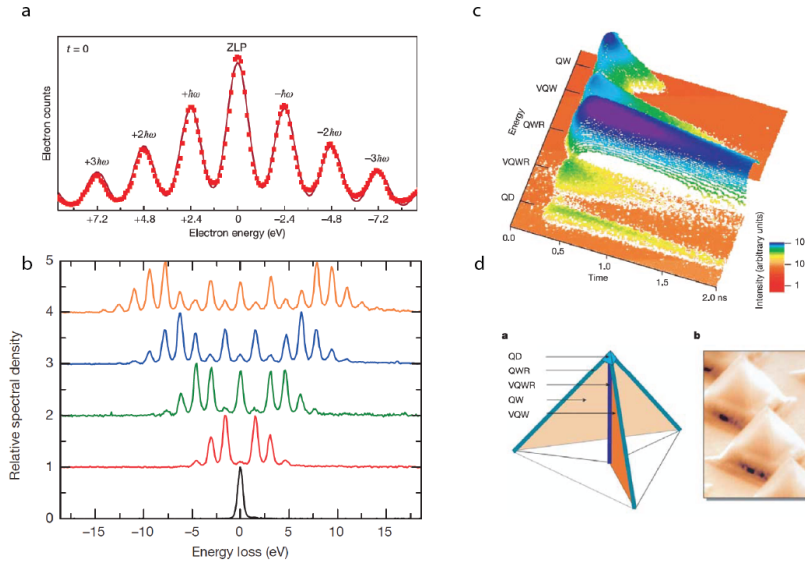 a
t = 0
ZLP
+ħω
−ħω
+2ħω
−2ħω
+3ħω
−3ħω
Electron counts
+7.2
+4.8
+2.4
0
−2.4
−4.8
−7.2
Electron energy (eV)
b
5
4
3
2
1
0
Relative spectral density
−15
−10
−5
0
5
10
15
Energy loss (eV)
c
QW
VQW
QWR
VQWR
QD
Energy
0.0
0.5
1.0
1.5
2.0 ns
Time
Intensity (arbitrary units)
10
10
1
d
a
QD
QWR
VQWR
QW
VQW
b